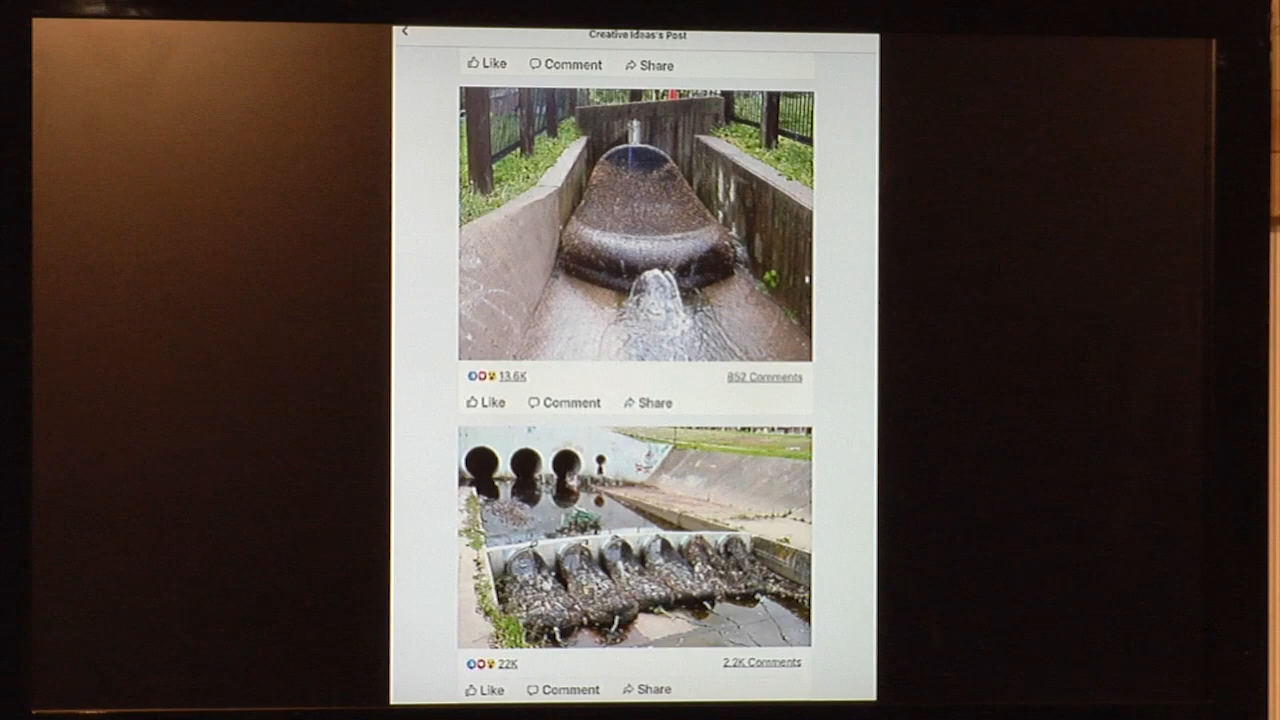 Creative Ideas's Post
Like Comment Share
13.6K 852 Comments
Like Comment Share
22K 2.2K Comments
Like Comment Share